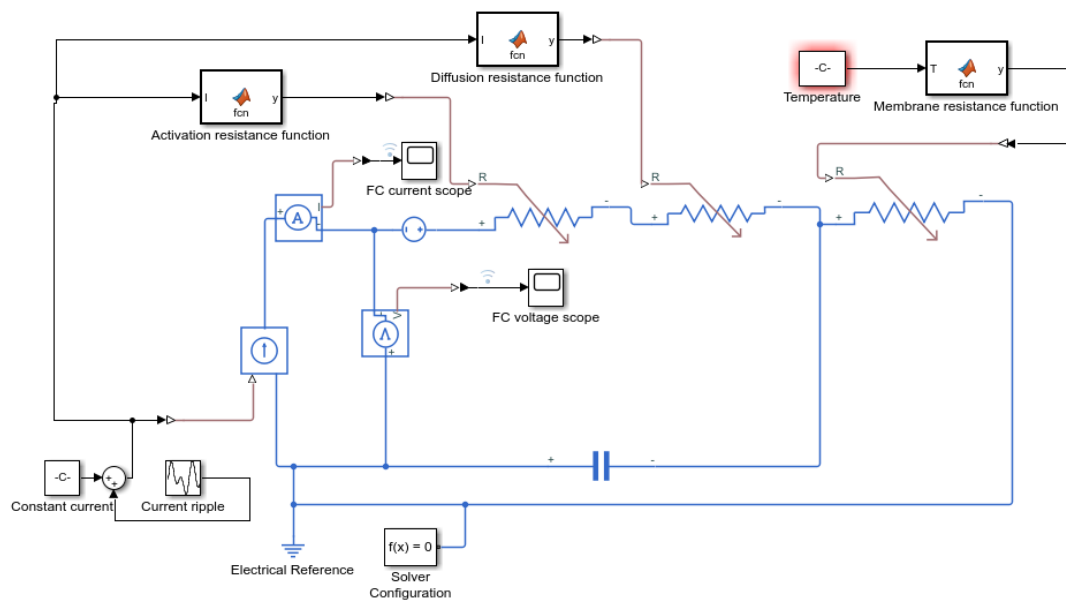 I
fcn
y
Diffusion resistance function
-C-
Temperature
T
fcn
y
Membrane resistance function
I
fcn
y
Activation resistance function
FC current scope
R
R
R
+
A
I
-
+
+
-
+
-
+
-
FC voltage scope
V
-
V
+
-C-
Constant current
+
+
Current ripple
+
-
Electrical Reference
f(x) = 0
Solver
Configuration